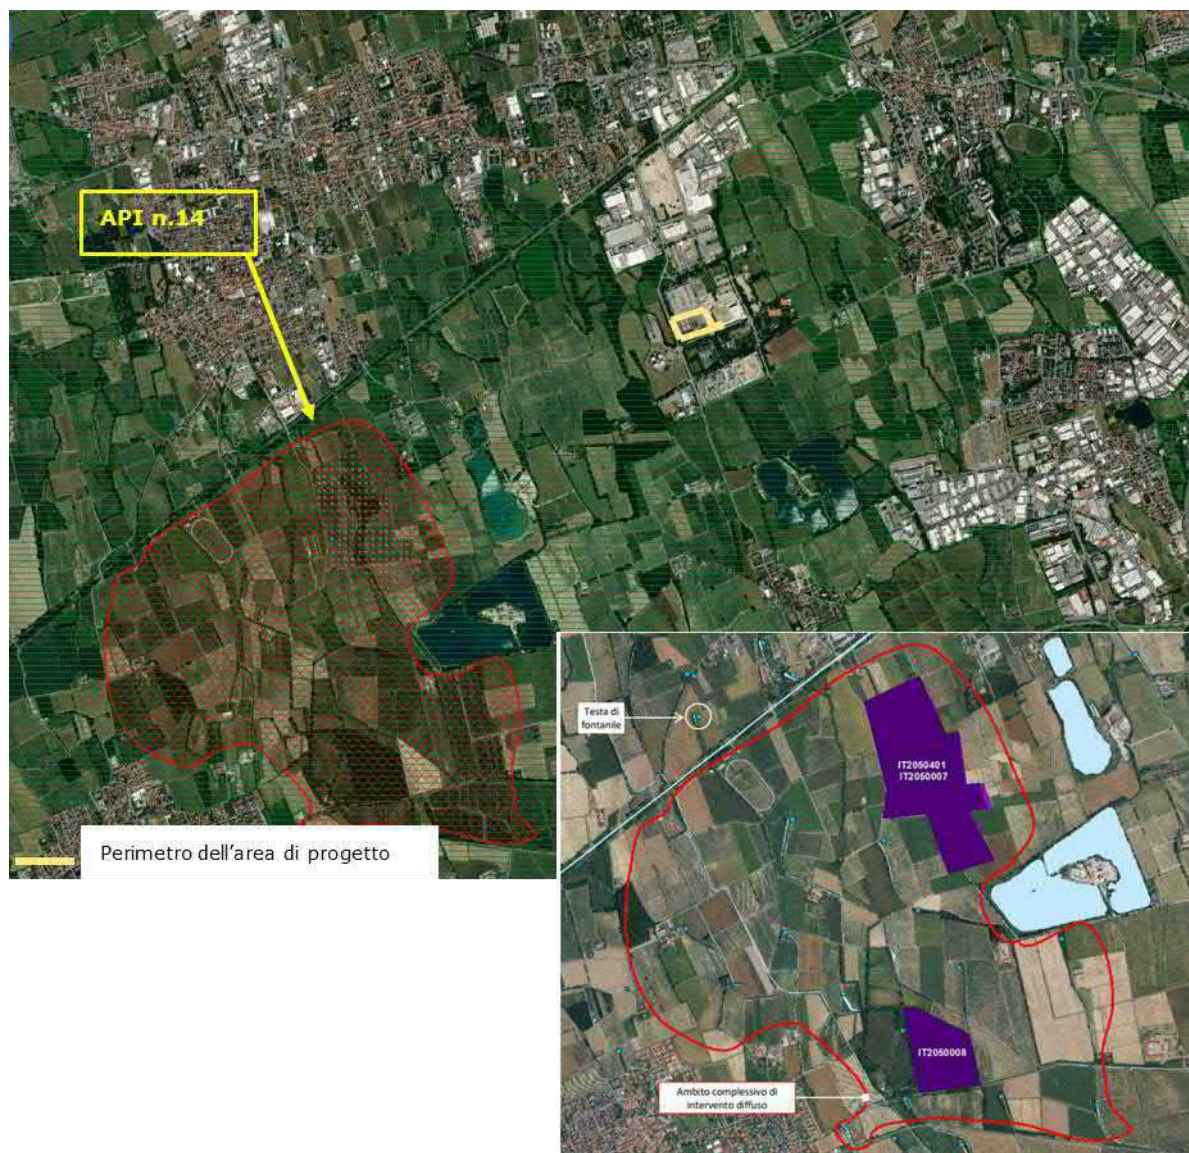 API n.14
Perimetro dell'area di progetto
Testa di
fontanile
IT2050401
IT2050007
IT2050008
Ambito complessivo di
intervento diffuso